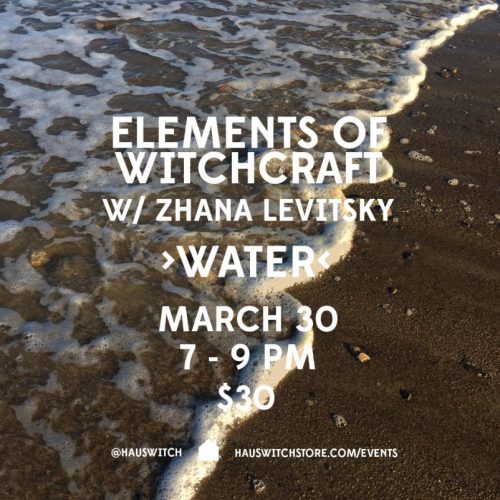 ELEMENTS OF
WITCHCRAFT
W/ ZHANA LEVITSKY
>WATER<
MARCH 30
7 - 9 PM
$30
@HAUSWITCH HAUSWITCHSTORE.COM/EVENTS